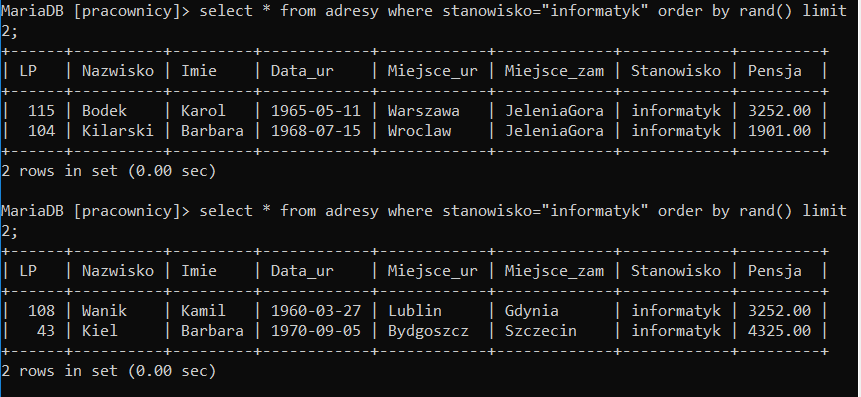 MariaDB [pracownicy]> select * from adresy where stanowisko="informatyk" order by rand() limit
2;
+------+-----------+---------+------------+------------+-------------+------------+---------+
| LP   | Nazwisko | Imie    | Data_ur    | Miejsce_ur | Miejsce_zam | Stanowisko | Pensja  |
+------+-----------+---------+------------+------------+-------------+------------+---------+
|  115 | Bodek    | Karol   | 1965-05-11 | Warszawa   | JeleniaGora | informatyk | 3252.00 |
|  104 | Kilarski | Barbara | 1968-07-15 | Wroclaw    | JeleniaGora | informatyk | 1901.00 |
+------+-----------+---------+------------+------------+-------------+------------+---------+
2 rows in set (0.00 sec)
MariaDB [pracownicy]> select * from adresy where stanowisko="informatyk" order by rand() limit
2;
+------+----------+---------+------------+------------+-------------+------------+---------+
| LP   | Nazwisko | Imie    | Data_ur    | Miejsce_ur | Miejsce_zam | Stanowisko | Pensja  |
+------+----------+---------+------------+------------+-------------+------------+---------+
|  108 | Wanik    | Kamil   | 1960-03-27 | Lublin     | Gdynia      | informatyk | 3252.00 |
|   43 | Kiel     | Barbara | 1970-09-05 | Bydgoszcz  | Szczecin    | informatyk | 4325.00 |
+------+----------+---------+------------+------------+-------------+------------+---------+
2 rows in set (0.00 sec)